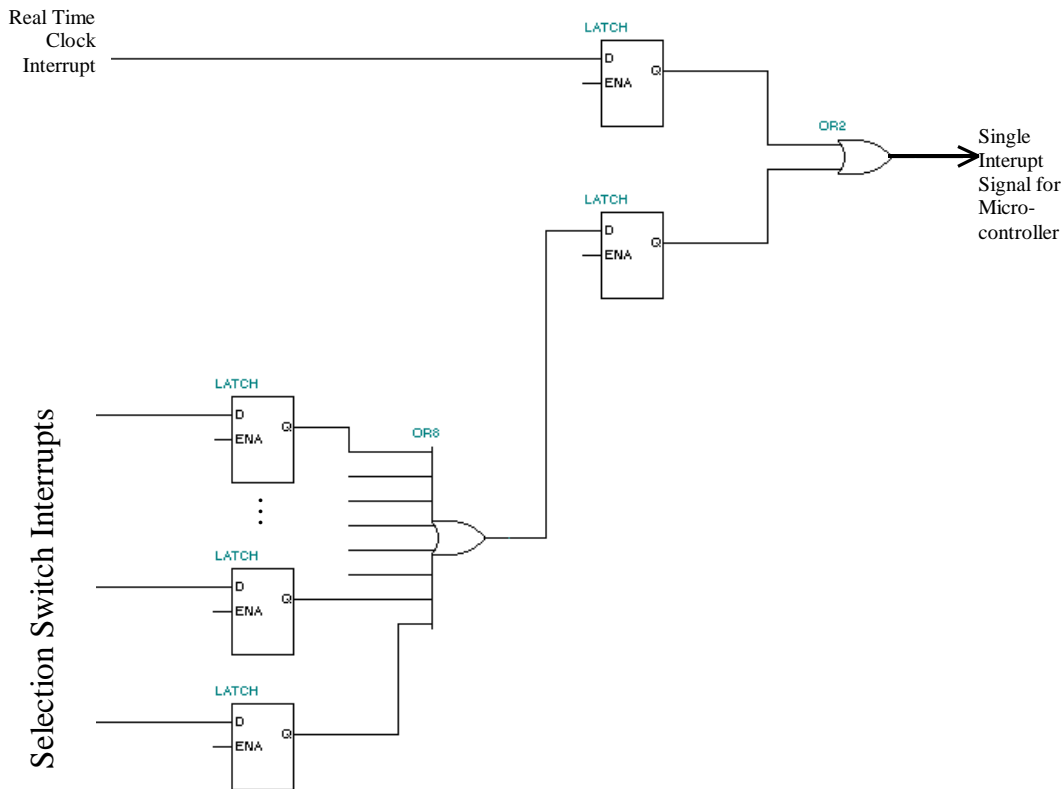 Real Time
Clock
Interrupt
LATCH
D
Q
ENA
OR2
Single
Interupt
Signal for
Micro-
controller
LATCH
D
Q
ENA
Selection Switch Interrupts
LATCH
D
Q
ENA
OR8
LATCH
D
Q
ENA
LATCH
D
Q
ENA